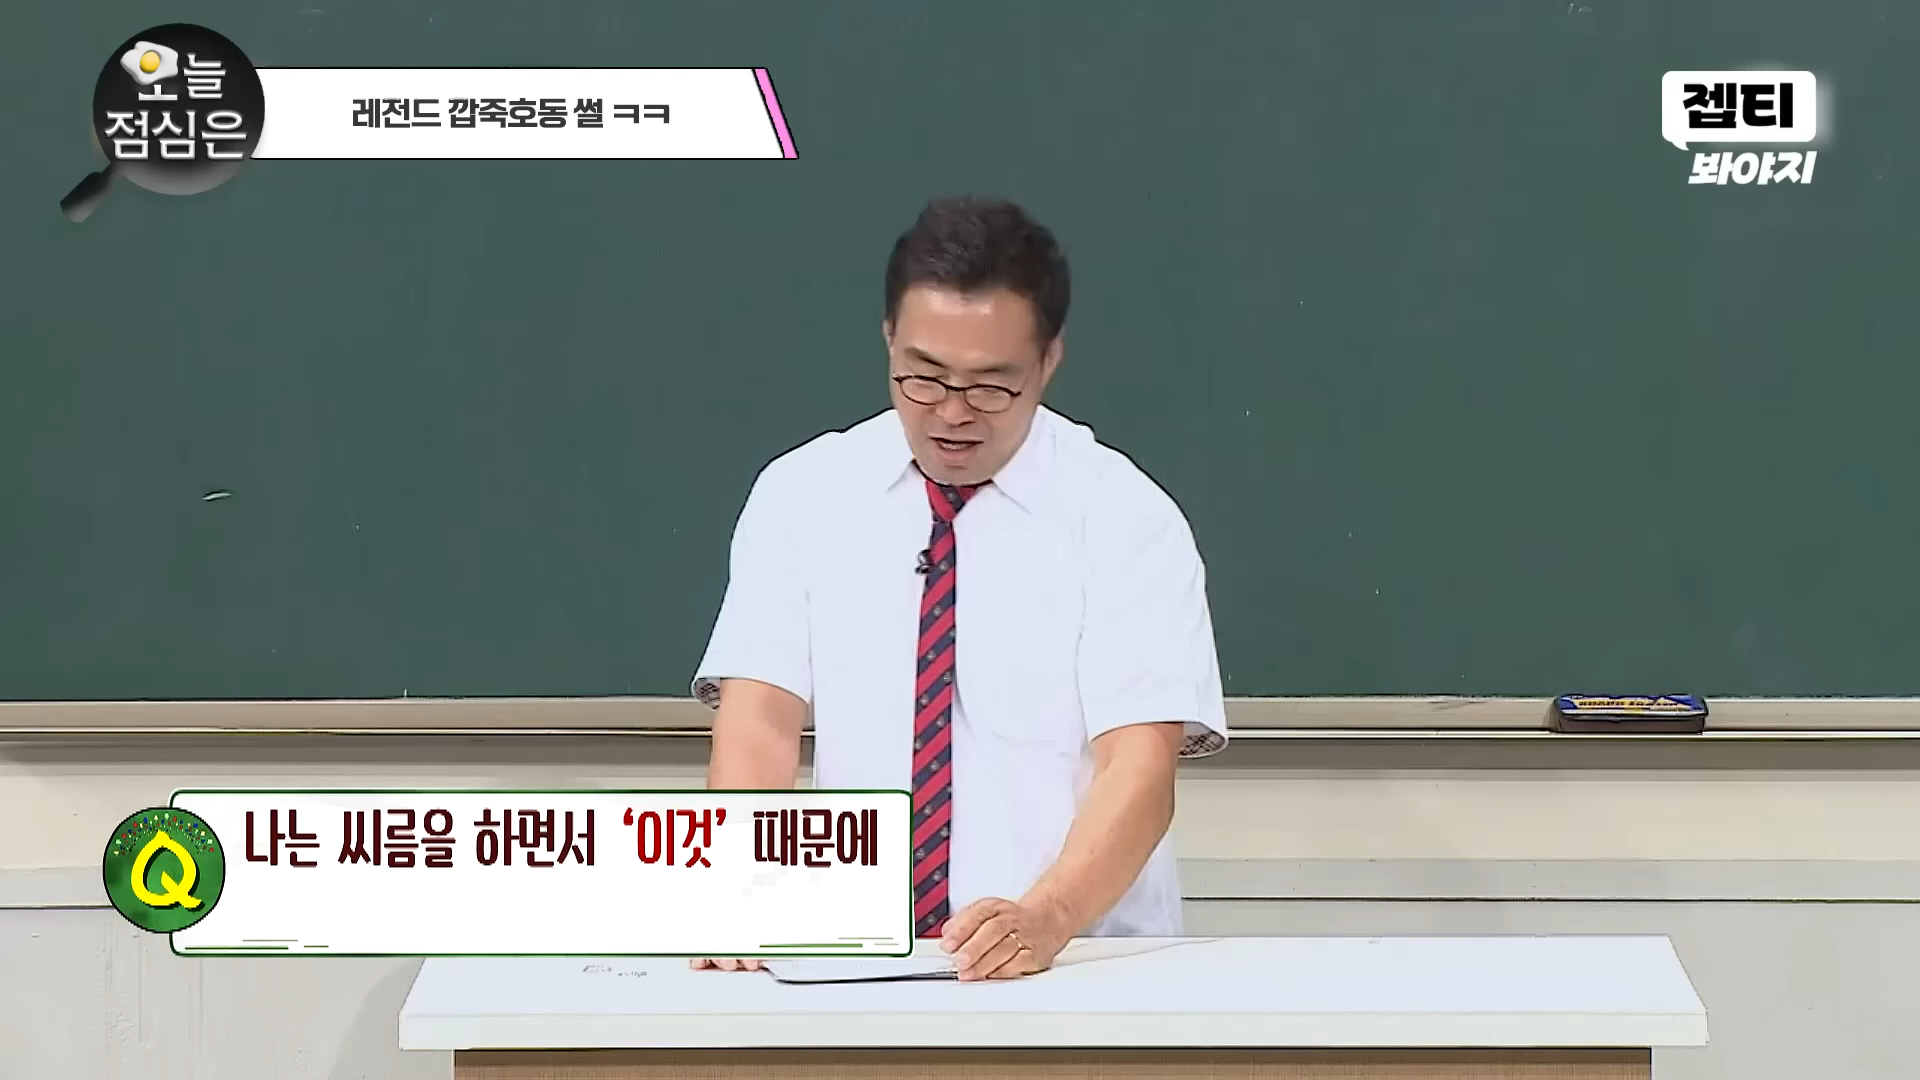 오늘
점심은
레전드 깝죽호동 썰 ㅋㅋ
젭티
봐야지
Q
나는 씨름을 하면서 '이것' 때문에